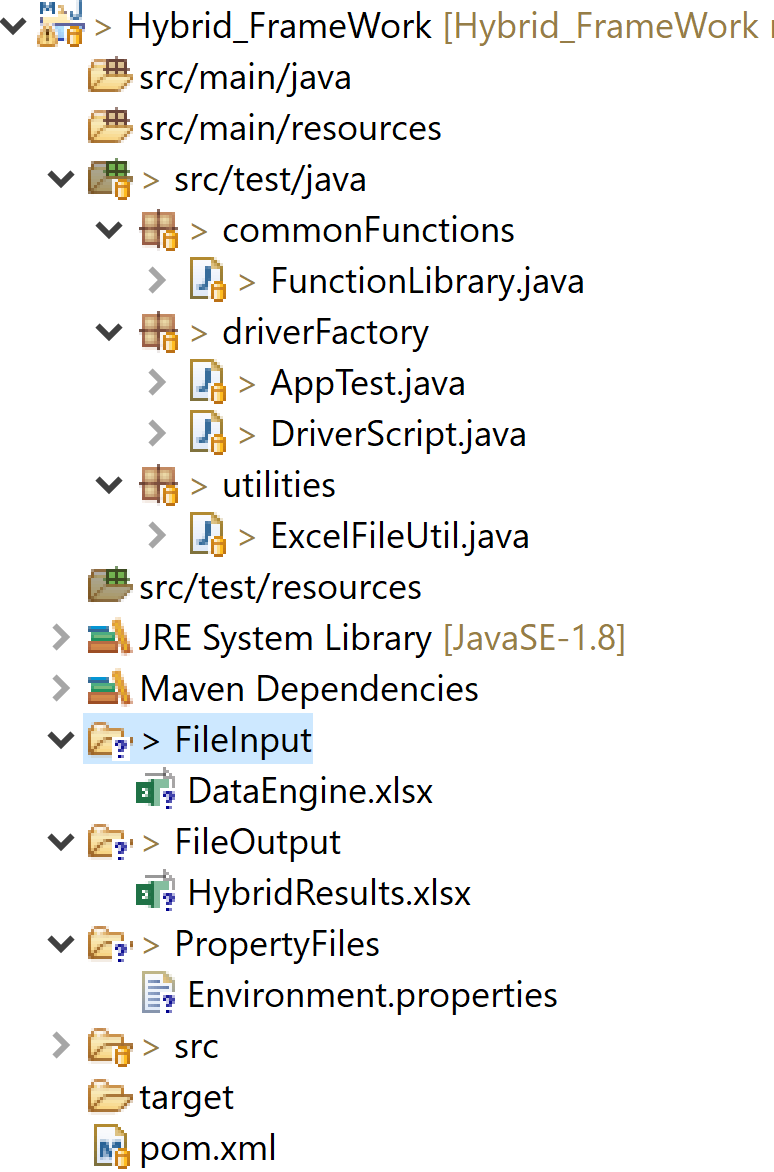 > Hybrid_FrameWork [Hybrid_FrameWork
src/main/java
src/main/resources
> src/test/java
> commonFunctions
> FunctionLibrary.java
> driverFactory
> AppTest.java
> DriverScript.java
> utilities
> ExcelFileUtil.java
src/test/resources
JRE System Library [JavaSE-1.8]
Maven Dependencies
> FileInput
DataEngine.xlsx
> FileOutput
HybridResults.xlsx
> PropertyFiles
Environment.properties
> src
target
pom.xml